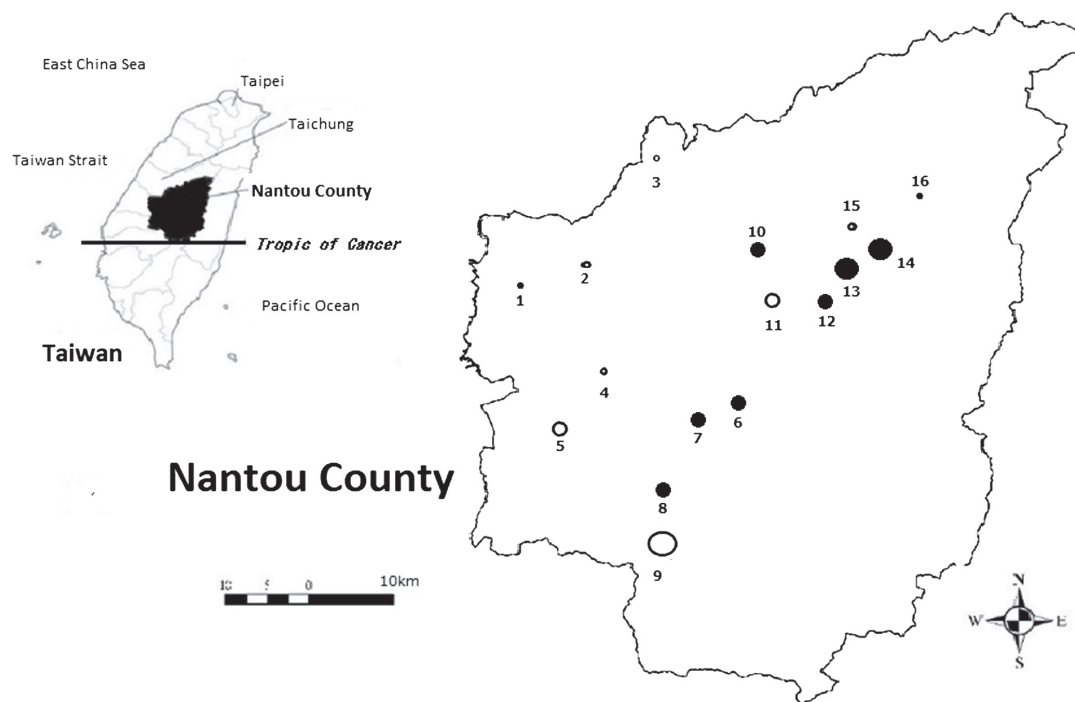 East China Sea
Taipei
Taichung
Taiwan Strait
Nantou County
Tropic of Cancer
Pacific Ocean
Taiwan
Nantou County
10 5 0 10km
3
16
15
10
2
14
1
13
11
12
4
6
7
5
8
9
N
W E
S